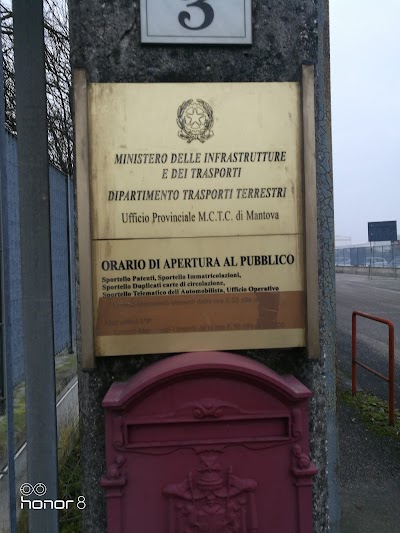 3
MINISTERO DELLE INFRASTRUTTURE
E DEI TRASPORTI
DIPARTIMENTO TRASPORTI TERRESTRI
Ufficio Provinciale M.C.T.C. di Mantova
ORARIO DI APERTURA AL PUBBLICO
Sportello Patenti, Sportello Immatricolazioni,
Sportello Duplicati carte di circolazione,
Sportello Telematico dell Automobilista, Ufficio Operativo
honor 8